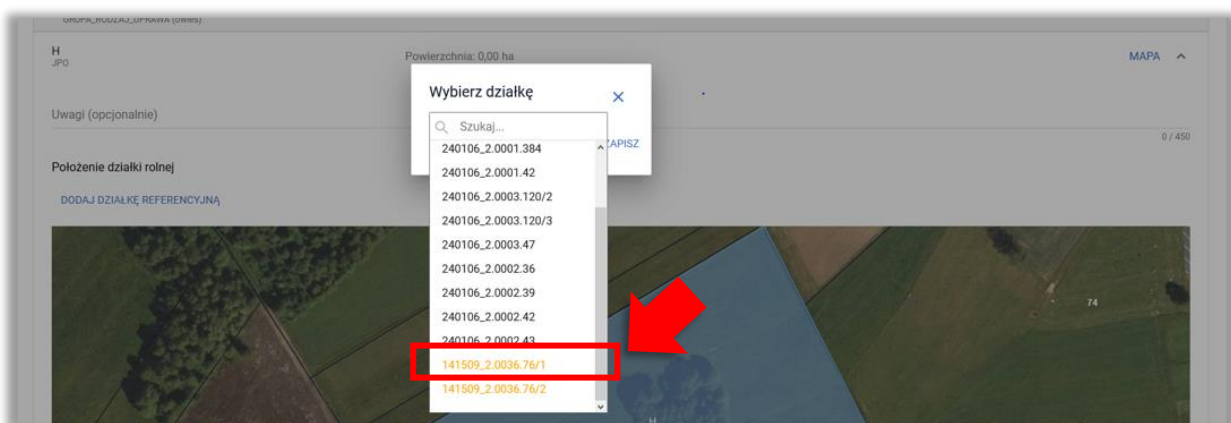 GRUPA_RODZAJ_UPRAWA (owies)
H
JPO
Powierzchnia: 0,00 ha
MAPA
Wybierz działkę
Uwagi (opcjonalnie)
Szukaj...
0 / 450
ZAPISZ
240106_2.0001.384
Położenie działki rolnej
240106_2.0001.42
DODAJ DZIAŁKĘ REFERENCYJNĄ
240106_2.0003.120/2
240106_2.0003.120/3
240106_2.0003.47
240106_2.0002.36
240106_2.0002.39
74
240106_2.0002.42
240106_2.0002.43
141509_2.0036.76/1
141509_2.0036.76/2
H